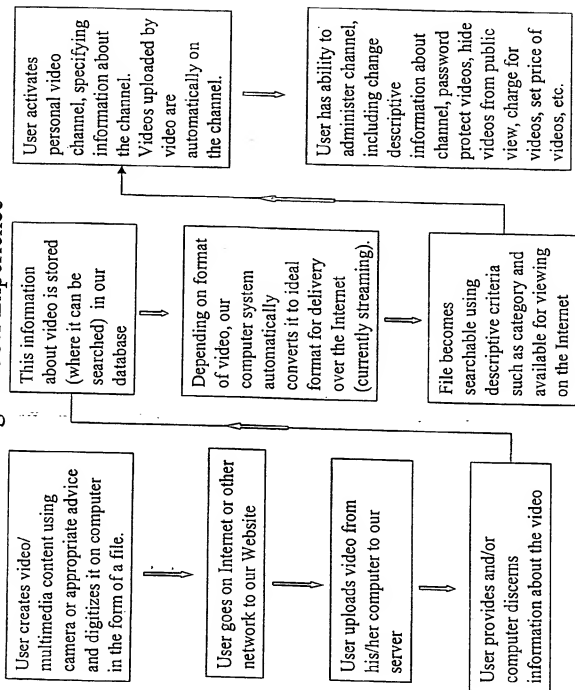 Experience
User creates video/
multimedia content using
camera or appropriate advice
and digitizes it on computer
in the form of a file.
User goes on Internet or other
network to our Website
User uploads video from
his/her computer to our
server
User provides and/or
computer discerns
information about the video
This information
about video is stored
(where it can be
searched) in our
database
Depending on format
of video, our
computer system
automatically
converts it to ideal
format for delivery
over the Internet
(currently streaming).
File becomes
searchable using
descriptive criteria
such as category and
available for viewing
on the Internet
User activates
personal video
channel, specifying
information about
the channel.
Videos uploaded by
video are
automatically on
the channel.
User has ability to
administer channel,
including change
descriptive
information about
channel, password
protect videos, hide
videos from public
view, charge for
videos, set price of
videos, etc.